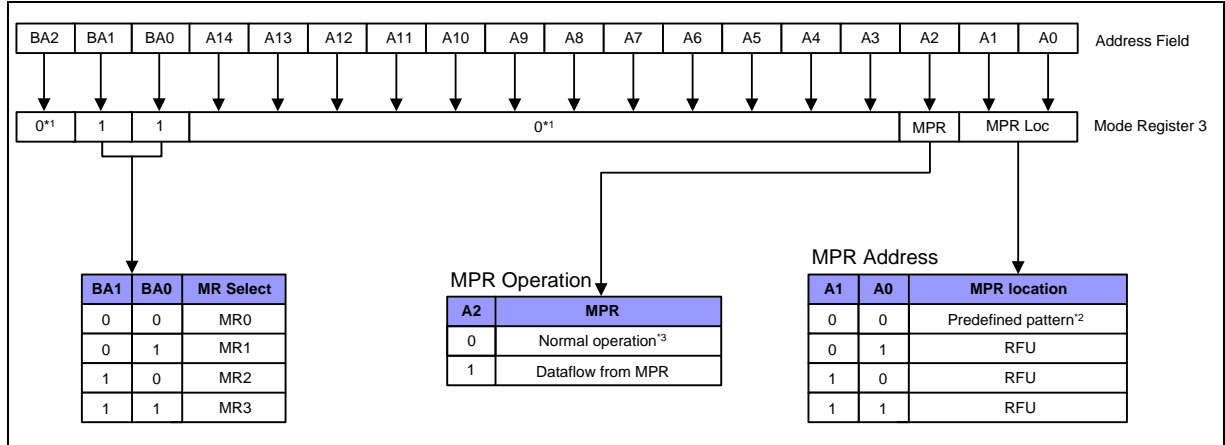 BA2 BA1 BA0 A14 A13 A12 A11 A10 A9 A8 A7 A6 A5 A4 A3 A2 A1 A0 Address Field
0*1 1 1 0*1 MPR MPR Loc Mode Register 3
MPR Operation
MPR Address
BA1 BA0 MR Select
0 0 MR0
0 1 MR1
1 0 MR2
1 1 MR3
A2 MPR
0 Normal operation*3
1 Dataflow from MPR
A1 A0 MPR location
0 0 Predefined pattern*2
0 1 RFU
1 0 RFU
1 1 RFU